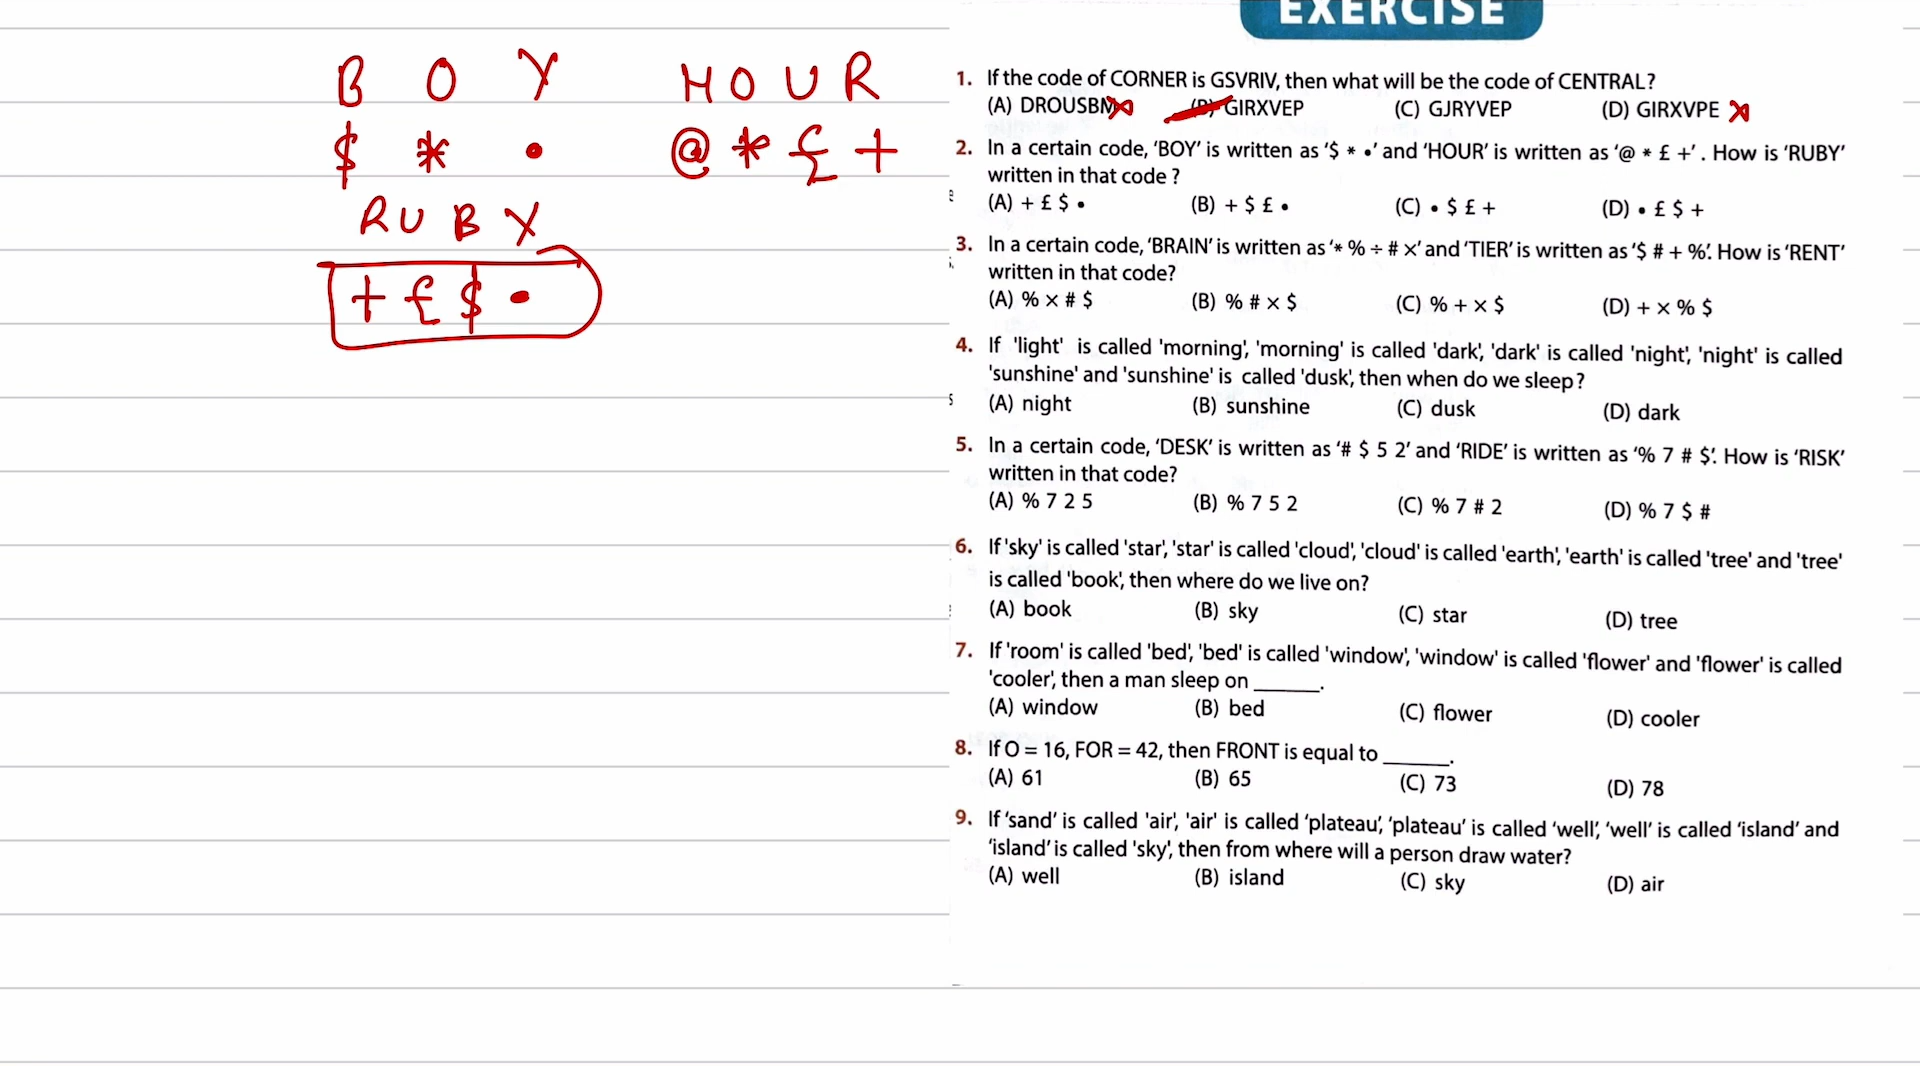 B O Y H O U R
$ * • @ * £ +
R U B Y
+ £ $ •
EXERCISE
1. If the code of CORNER is GSVRIV, then what will be the code of CENTRAL?
(A) DROUSBM (B) GIRXVEP (C) GJRYVEP (D) GIRXVPE
2. In a certain code, ‘BOY’ is written as ‘$ * •’ and ‘HOUR’ is written as ‘@ * £ +’ . How is ‘RUBY’
written in that code ?
(A) + £ $ • (B) + $ £ • (C) • $ £ + (D) • £ $ +
3. In a certain code, ‘BRAIN’ is written as ‘* % ÷ # x’ and ‘TIER’ is written as ‘$ # + %’. How is ‘RENT’
written in that code?
(A) % x # $ (B) % # x $ (C) % + x $ (D) + x % $
4. If 'light' is called 'morning', 'morning' is called 'dark', 'dark' is called 'night', 'night' is called
'sunshine' and 'sunshine' is called 'dusk', then when do we sleep?
(A) night (B) sunshine (C) dusk (D) dark
5. In a certain code, ‘DESK’ is written as ‘# $ 5 2’ and ‘RIDE’ is written as ‘% 7 # $’. How is ‘RISK’
written in that code?
(A) % 7 2 5 (B) % 7 5 2 (C) % 7 # 2 (D) % 7 $ #
6. If 'sky' is called 'star', 'star' is called 'cloud', 'cloud' is called 'earth', 'earth' is called 'tree' and 'tree'
is called 'book', then where do we live on?
(A) book (B) sky (C) star (D) tree
7. If 'room' is called 'bed', 'bed' is called 'window', 'window' is called 'flower' and 'flower' is called
'cooler', then a man sleep on ______.
(A) window (B) bed (C) flower (D) cooler
8. If O = 16, FOR = 42, then FRONT is equal to ______.
(A) 61 (B) 65 (C) 73 (D) 78
9. If ‘sand’ is called 'air', 'air' is called ‘plateau’, ‘plateau’ is called ‘well’, ‘well’ is called ‘island’ and
‘island’ is called 'sky', then from where will a person draw water?
(A) well (B) island (C) sky (D) air